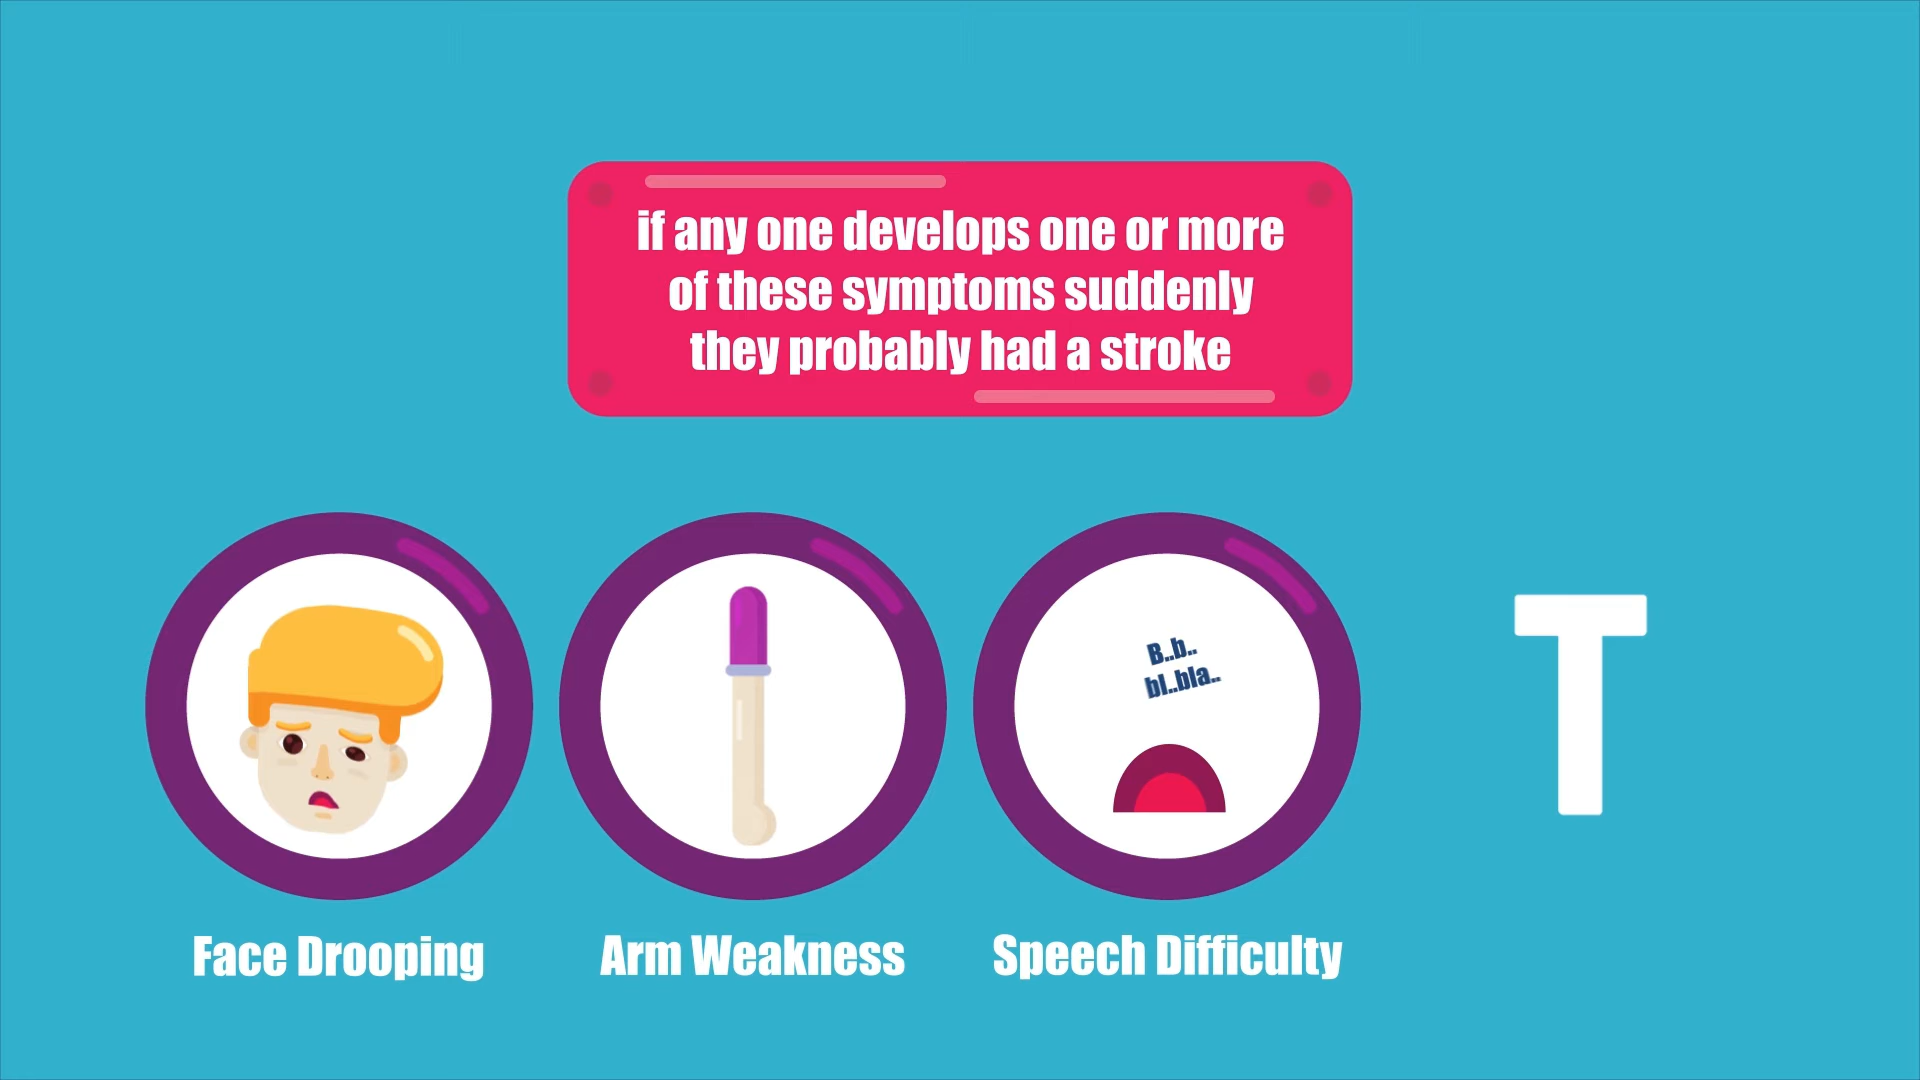 if any one develops one or more
of these symptoms suddenly
they probably had a stroke
B..b..
bl..bla..
T
Face Drooping
Arm Weakness
Speech Difficulty